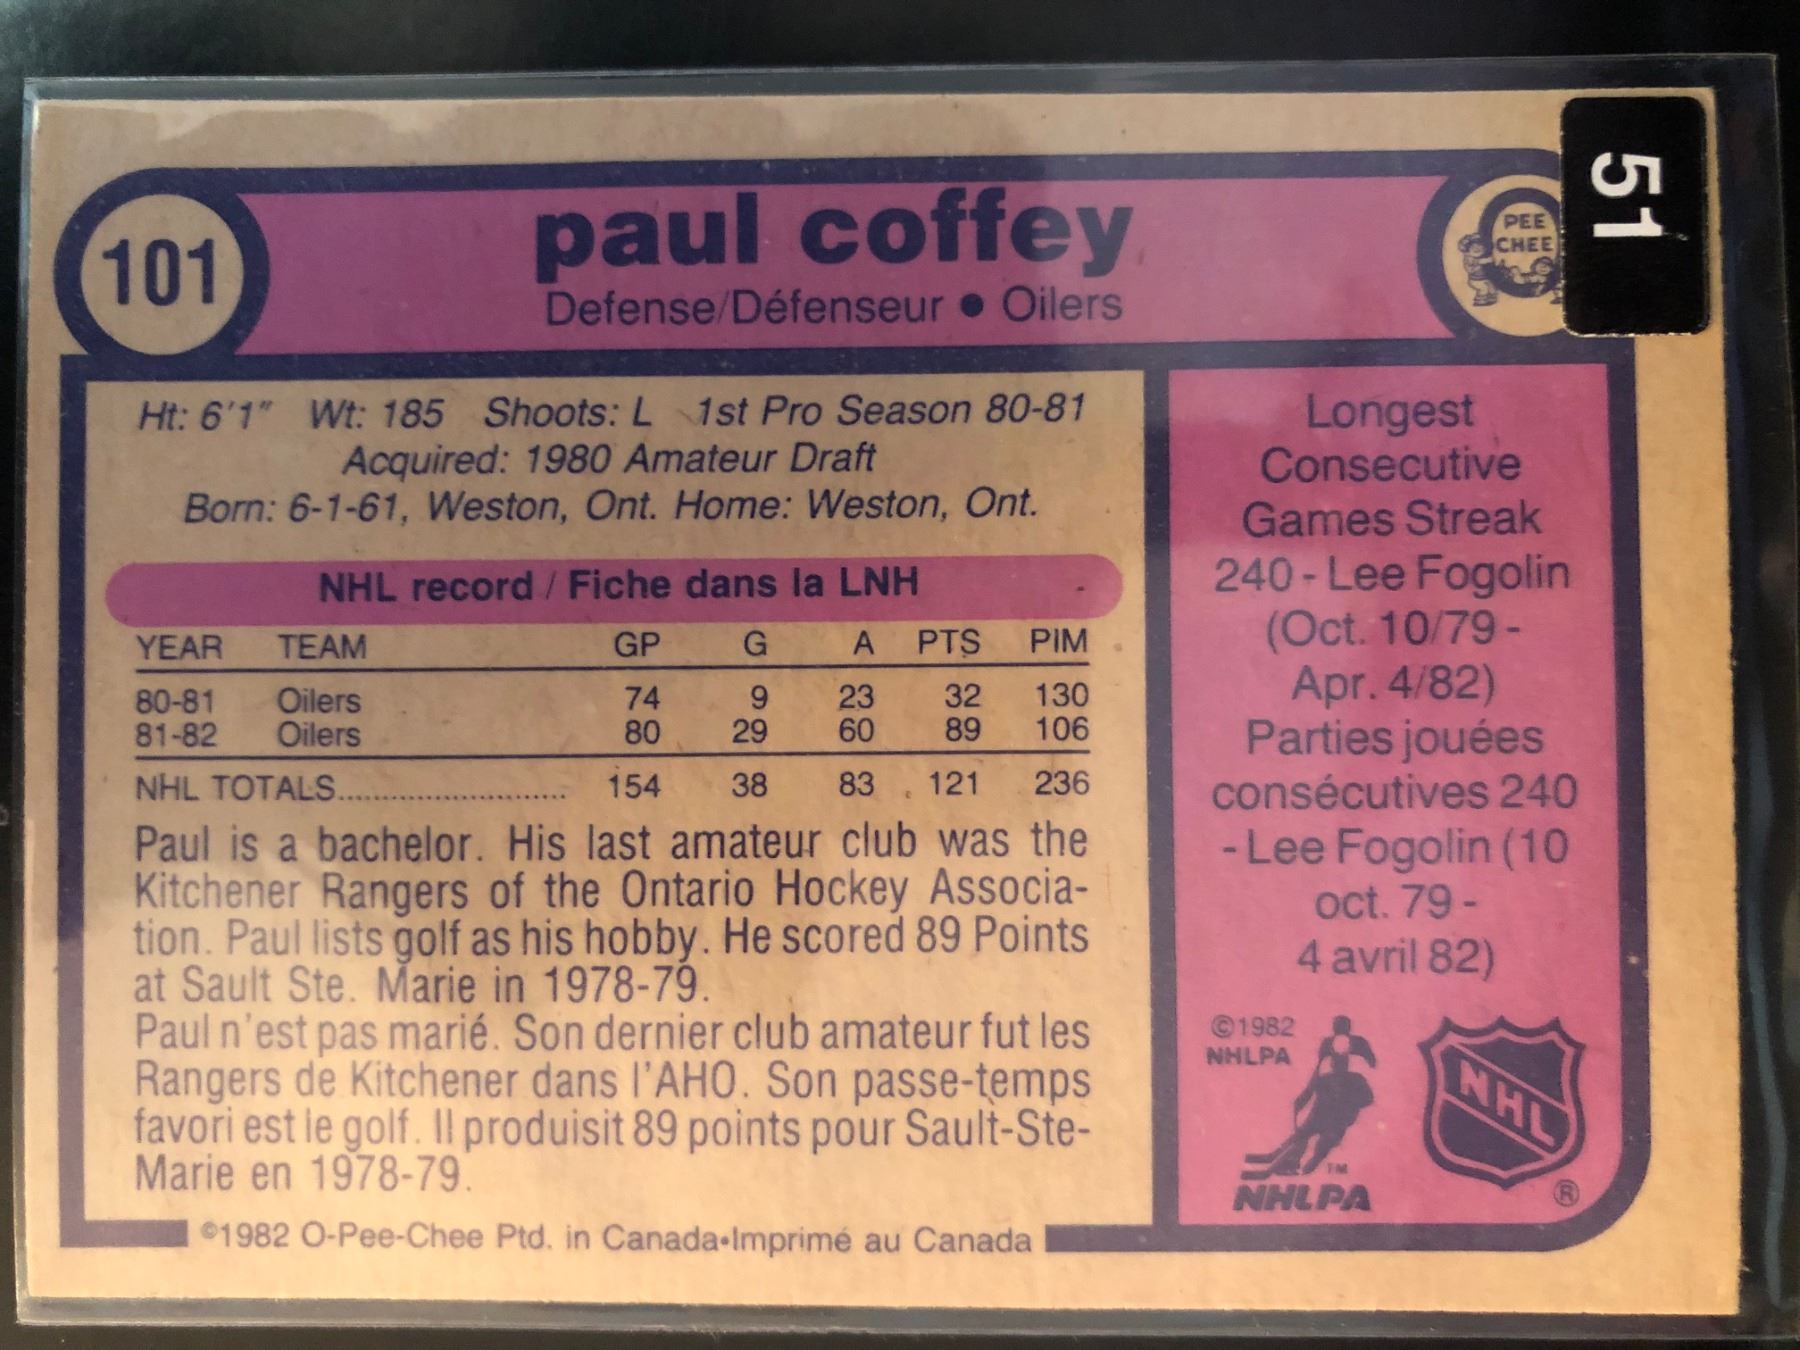 51
101
paul coffey
Defense/Défenseur • Oilers
PEE
CHEE
Ht: 6'1" Wt: 185 Shoots: L 1st Pro Season 80-81
Acquired: 1980 Amateur Draft
Born: 6-1-61, Weston, Ont. Home: Weston, Ont.
NHL record / Fiche dans la LNH
YEAR TEAM GP G A PTS PIM
80-81 Oilers 74 9 23 32 130
81-82 Oilers 80 29 60 89 106
NHL TOTALS.......................... 154 38 83 121 236
Paul is a bachelor. His last amateur club was the
Kitchener Rangers of the Ontario Hockey Associa-
tion. Paul lists golf as his hobby. He scored 89 Points
at Sault Ste. Marie in 1978-79.
Paul n'est pas marié. Son dernier club amateur fut les
Rangers de Kitchener dans l'AHO. Son passe-temps
favori est le golf. Il produisit 89 points pour Sault-Ste-
Marie en 1978-79.
©1982 O-Pee-Chee Ptd. in Canada•Imprimé au Canada
Longest
Consecutive
Games Streak
240 - Lee Fogolin
(Oct. 10/79 -
Apr. 4/82)
Parties jouées
consécutives 240
- Lee Fogolin (10
oct. 79 -
4 avril 82)
©1982
NHLPA
TM
NHLPA
NHL
®